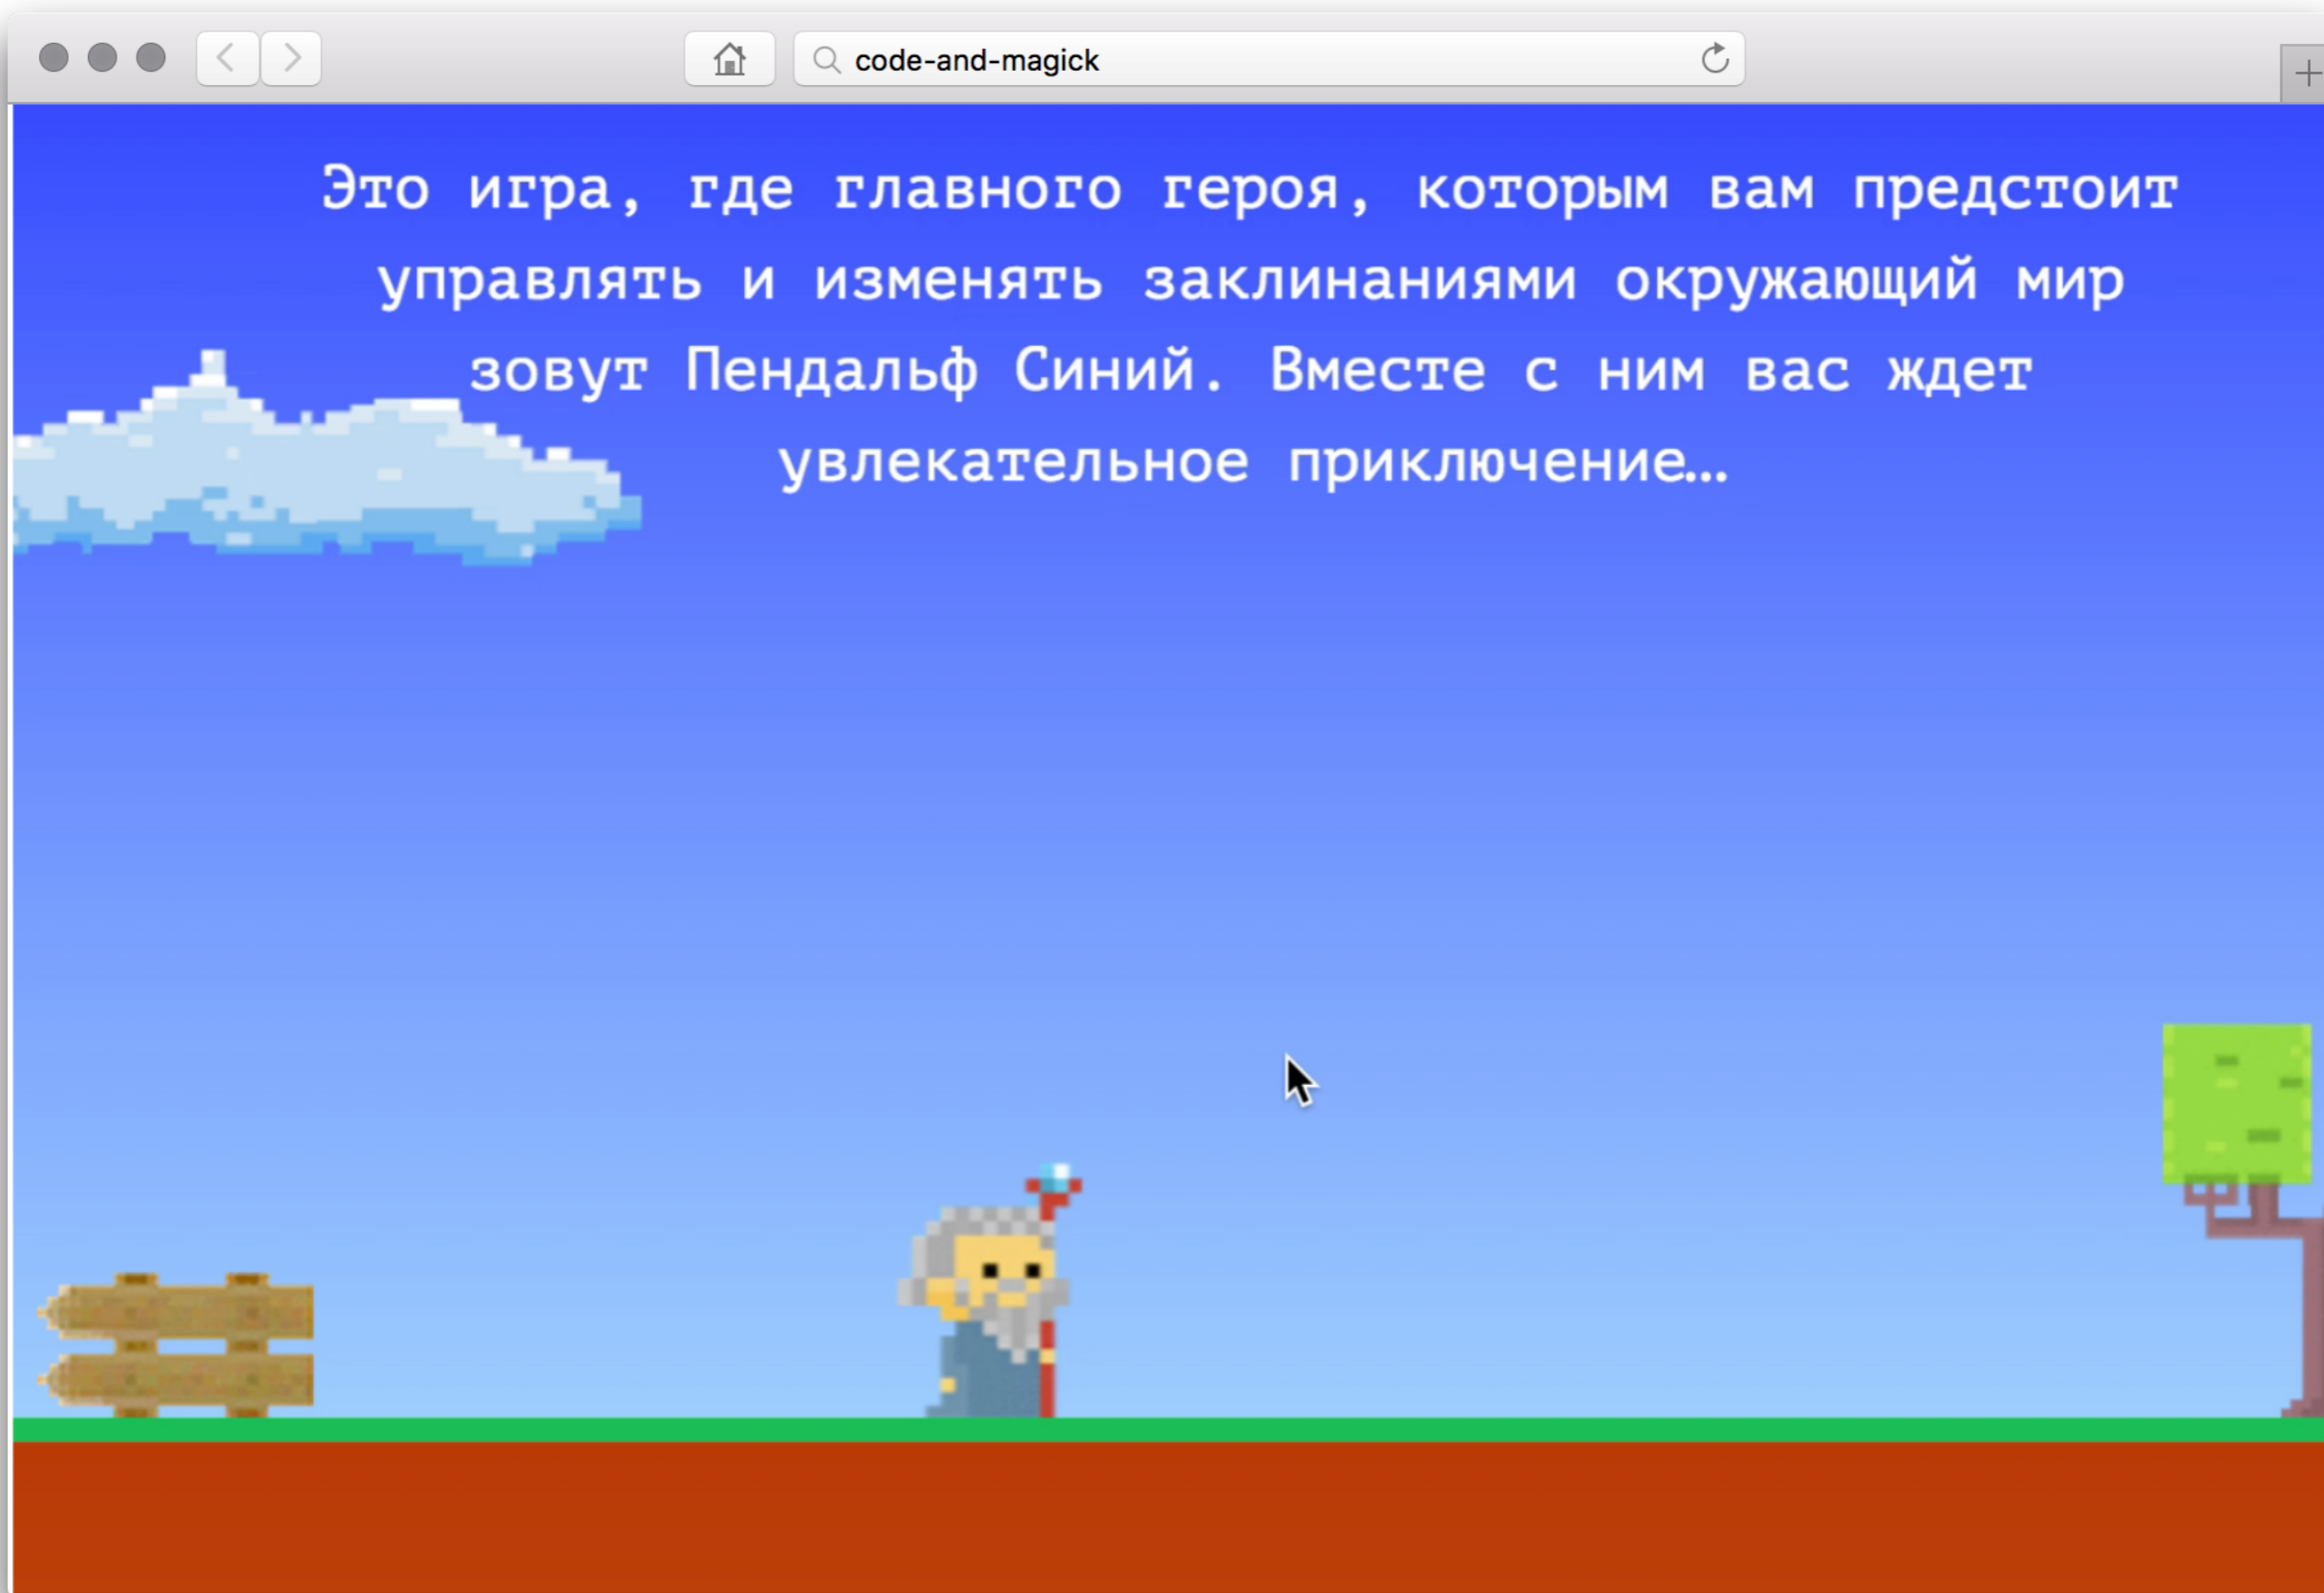 code-and-magick
Это игра, где главного героя, которым вам предстоит
управлять и изменять заклинаниями окружающий мир
зовут Пендальф Синий. Вместе с ним вас ждет
увлекательное приключение…